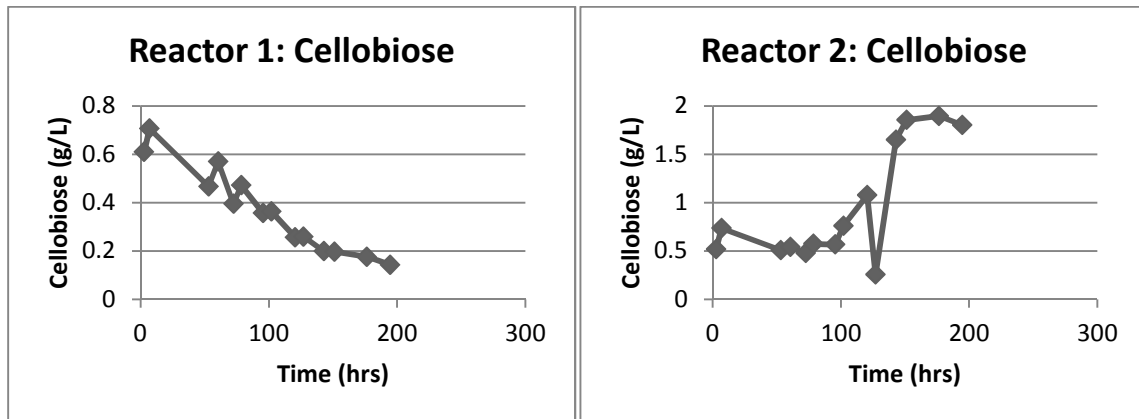 Reactor 1: Cellobiose
Cellobiose (g/L)
0.8
0.6
0.4
0.2
0
0 100 200 300
Time (hrs)
Reactor 2: Cellobiose
Cellobiose (g/L)
2
1.5
1
0.5
0
0 100 200 300
Time (hrs)